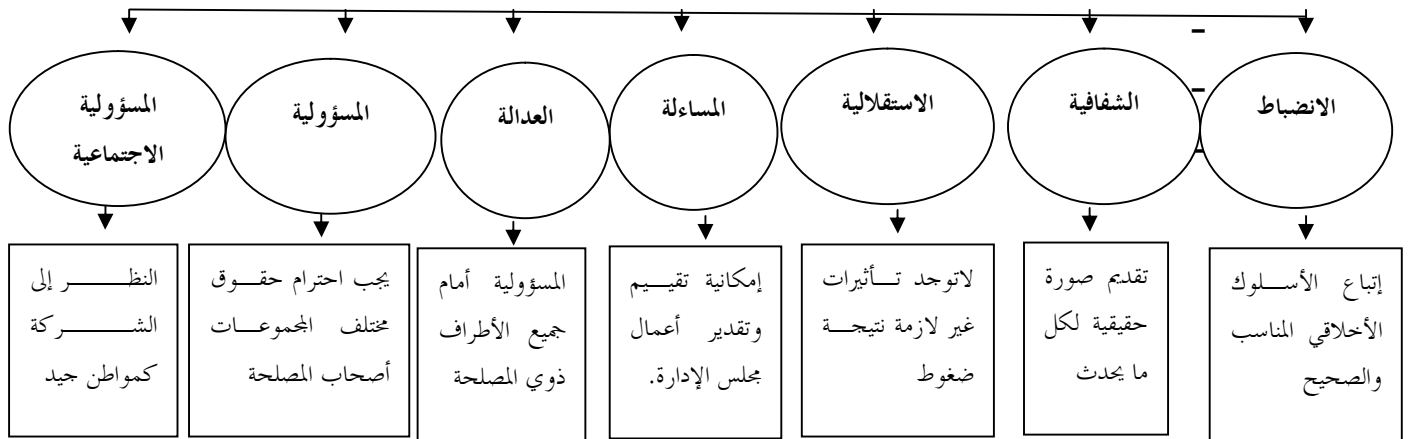 الانضباط
الشفافية
الاستقلالية
المساءلة
العدالة
المسؤولية
المسؤولية
الاجتماعية
إتباع الأسلوك
الأخلاقي المناسب
والصحيح
تقديم صورة
حقيقية لكل
ما يحدث
لاتوجد تأثيرات
غير لازمة نتيجة
ضغوط
إمكانية تقييم
وتقدير أعمال
مجلس الإدارة.
المسؤولية أمام
جميع الأطراف
ذوي المصلحة
يجب احترام حقوق
مختلف المجموعات
أصحاب المصلحة
النظر إلى
الشركة
كمواطن جيد